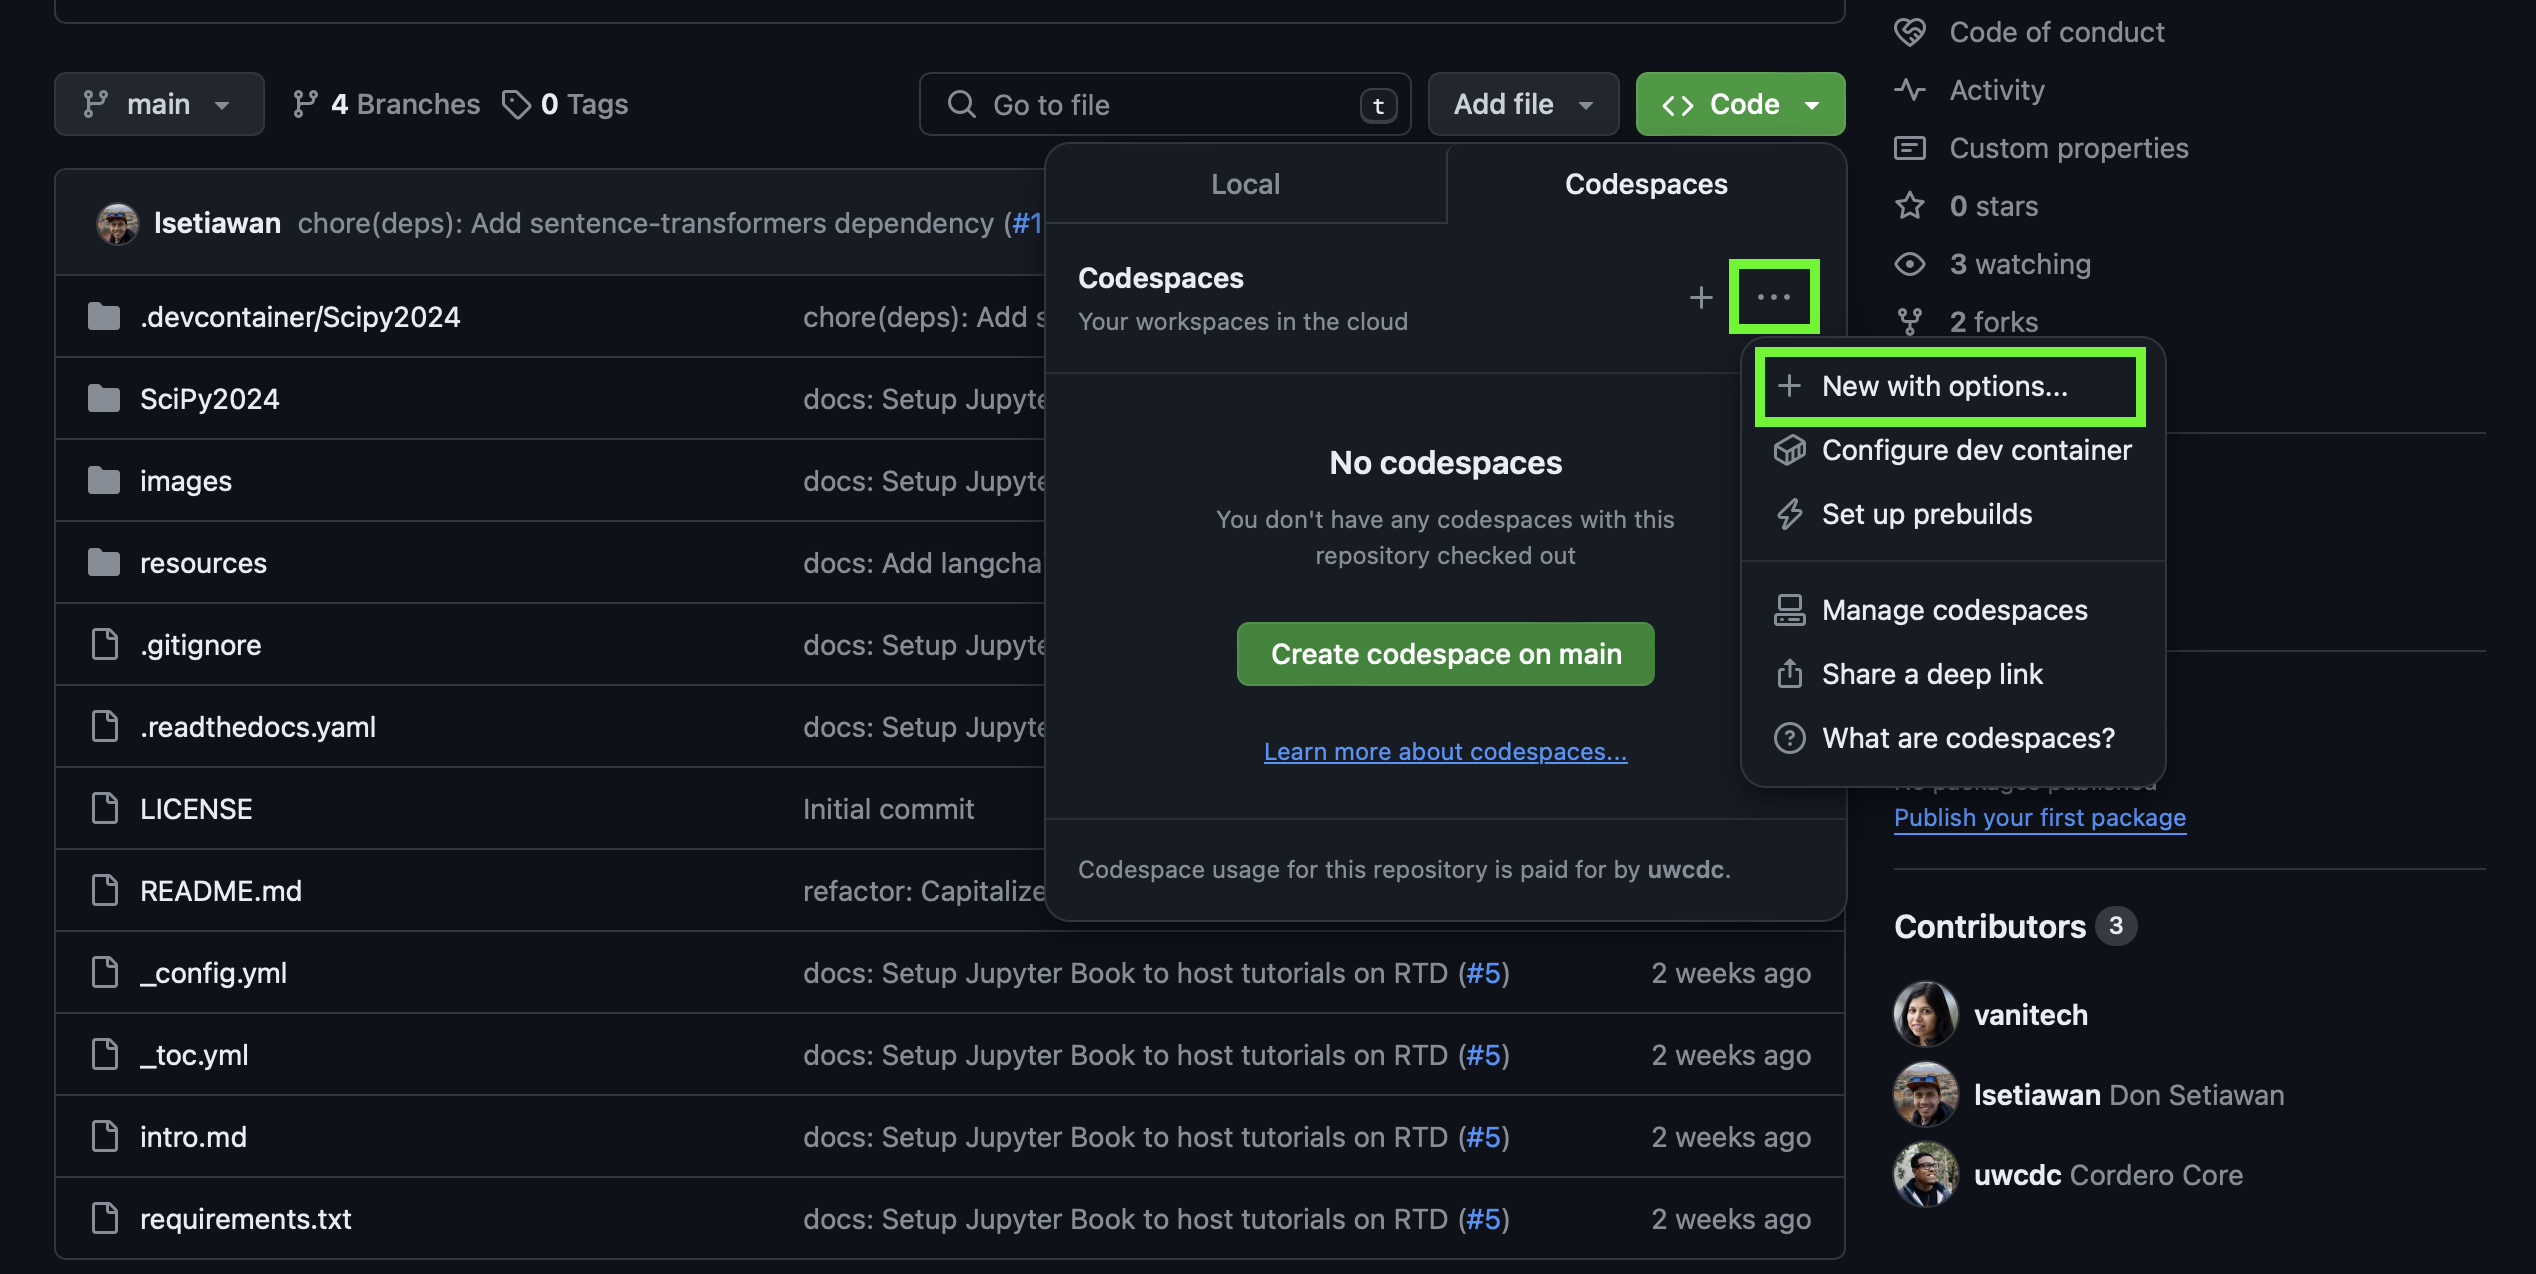 main
4 Branches
0 Tags
Go to file
t
Add file
Code
lsetiawan chore(deps): Add sentence-transformers dependency (#1
.devcontainer/Scipy2024 chore(deps): Add s
SciPy2024 docs: Setup Jupyte
images docs: Setup Jupyte
resources docs: Add langcha
.gitignore docs: Setup Jupyte
.readthedocs.yaml docs: Setup Jupyte
LICENSE Initial commit
README.md refactor: Capitalize
_config.yml docs: Setup Jupyter Book to host tutorials on RTD (#5) 2 weeks ago
_toc.yml docs: Setup Jupyter Book to host tutorials on RTD (#5) 2 weeks ago
intro.md docs: Setup Jupyter Book to host tutorials on RTD (#5) 2 weeks ago
requirements.txt docs: Setup Jupyter Book to host tutorials on RTD (#5) 2 weeks ago
Local
Codespaces
Codespaces
Your workspaces in the cloud
No codespaces
You don't have any codespaces with this
repository checked out
Create codespace on main
Learn more about codespaces...
Codespace usage for this repository is paid for by uwcdc.
New with options...
Configure dev container
Set up prebuilds
Manage codespaces
Share a deep link
What are codespaces?
Code of conduct
Activity
Custom properties
0 stars
3 watching
2 forks
No packages published
Publish your first package
Contributors 3
vanitech
lsetiawan Don Setiawan
uwcdc Cordero Core